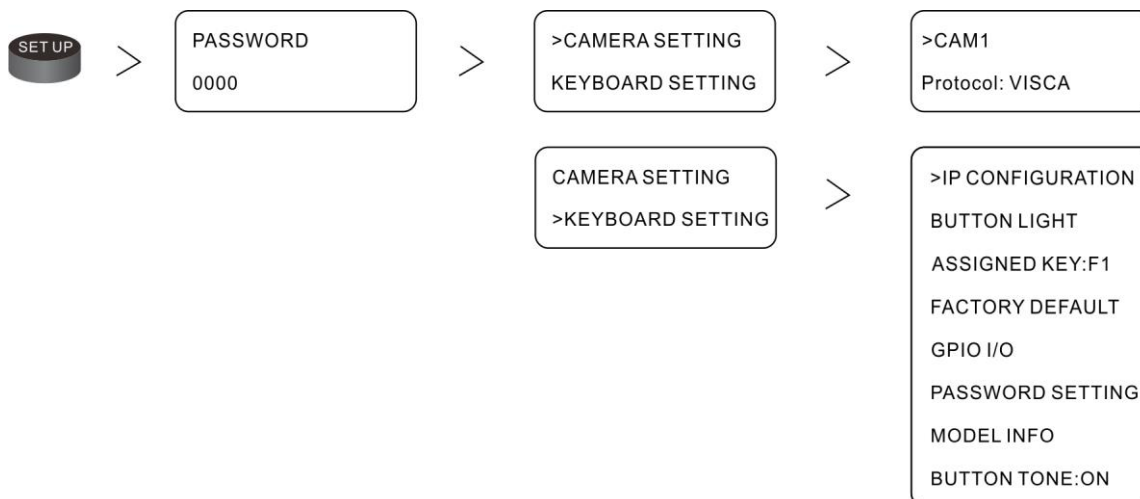 SET UP
>
PASSWORD
0000
>
>CAMERA SETTING
KEYBOARD SETTING
>
>CAM1
Protocol: VISCA
CAMERA SETTING
>KEYBOARD SETTING
>
>IP CONFIGURATION
BUTTON LIGHT
ASSIGNED KEY:F1
FACTORY DEFAULT
GPIO I/O
PASSWORD SETTING
MODEL INFO
BUTTON TONE:ON